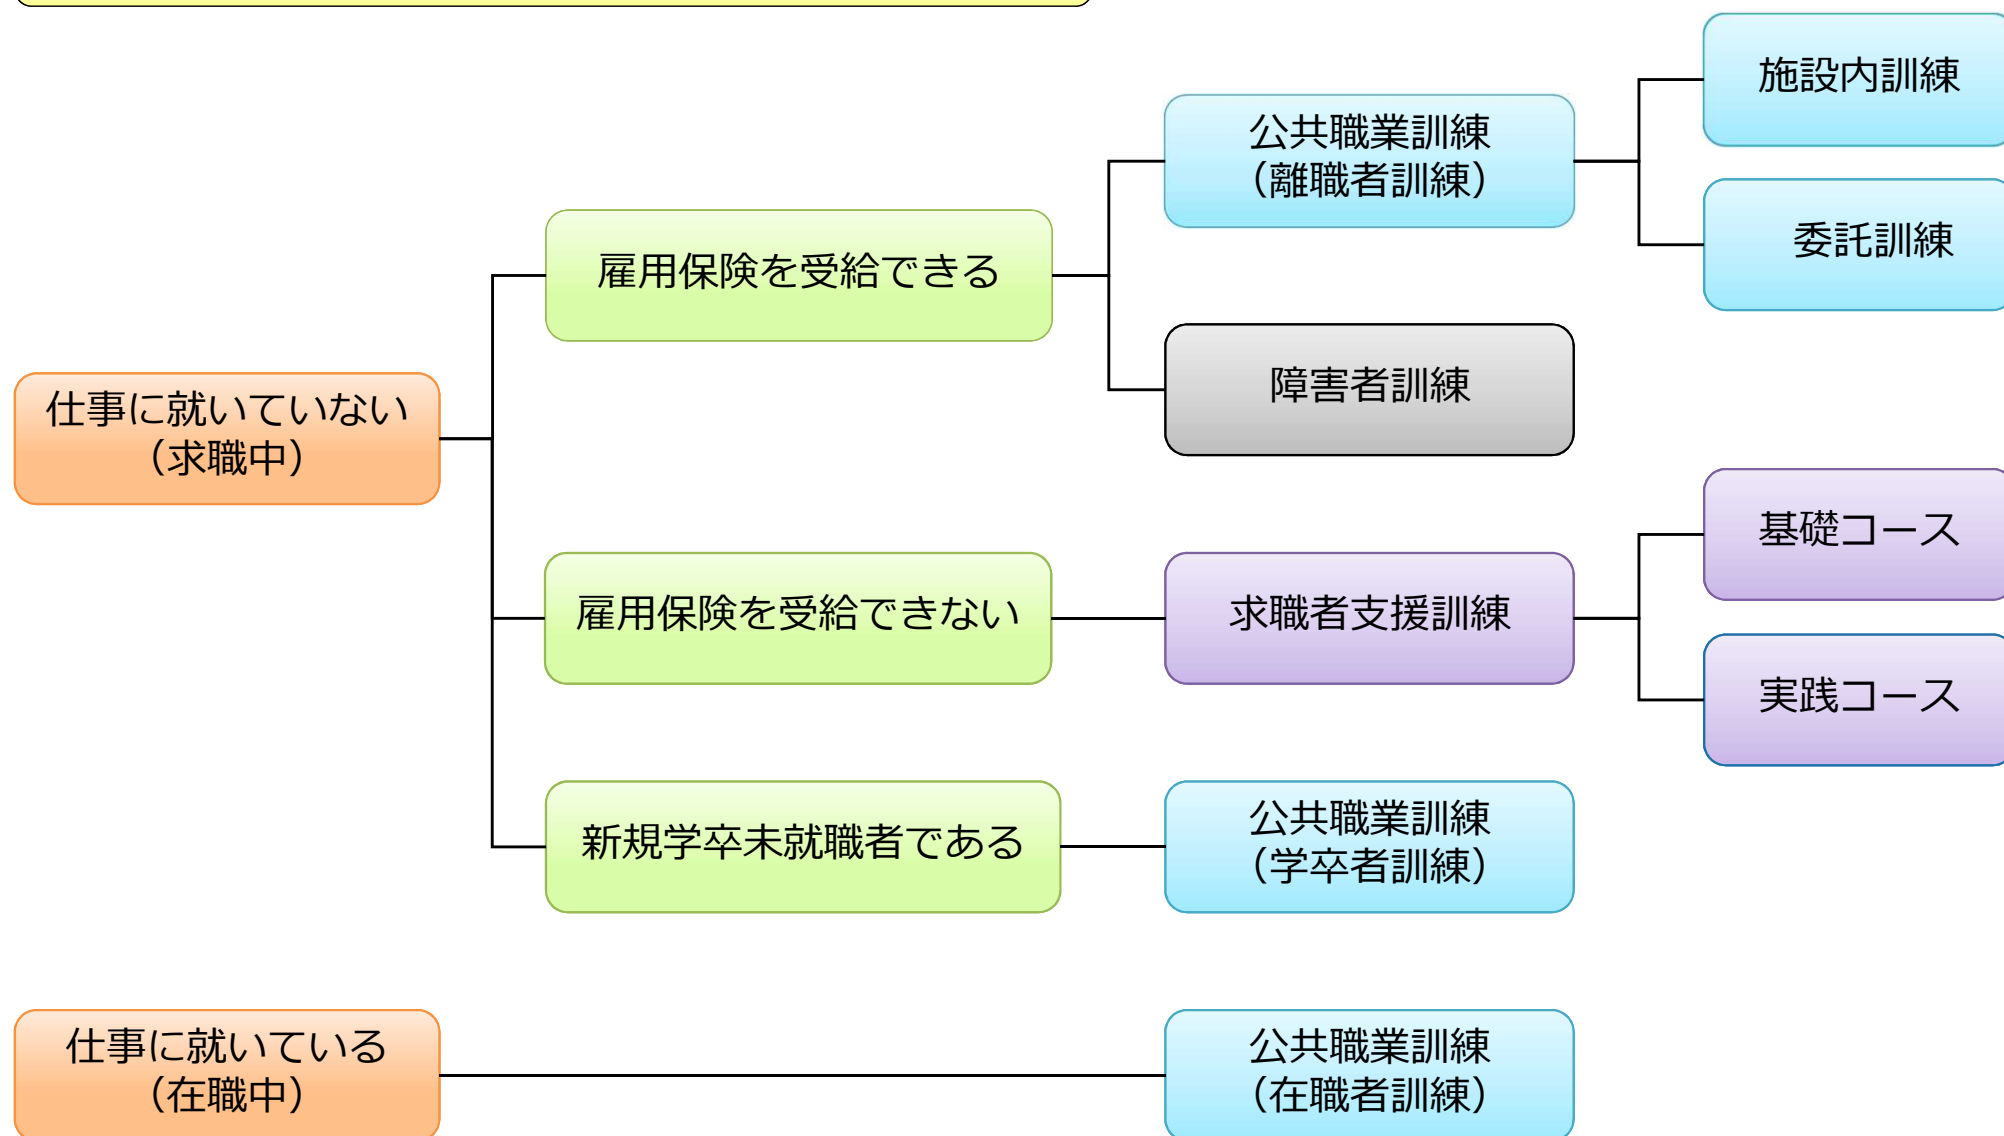 施設内訓練
公共職業訓練
（離職者訓練）
委託訓練
雇用保険を受給できる
障害者訓練
仕事に就いていない
（求職中）
基礎コース
雇用保険を受給できない
求職者支援訓練
実践コース
新規学卒未就職者である
公共職業訓練
（学卒者訓練）
仕事に就いている
（在職中）
公共職業訓練
（在職者訓練）